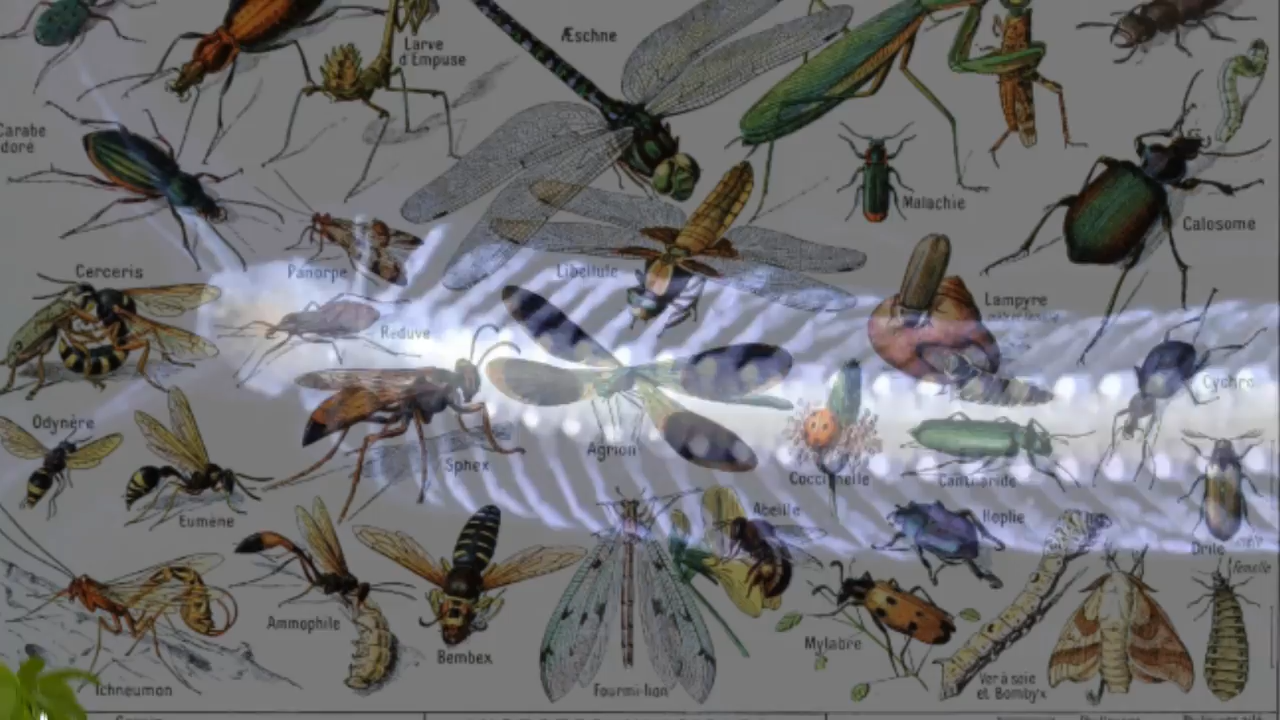 Æschne
Larve
d'Empuse
Carabe
doré
Malachie
Calosome
Cerceris
Panorpe
Libellule
Lampyre
Réduve
Cychre
Odynère
Agrion
Sphex
Coccinelle
Cantharide
Eumène
Abeille
Hoplie
Drile
femelle
Ammophile
Mylabre
Bembex
Ver à soie
et Bombyx
Ichneumon
Fourmi-lion